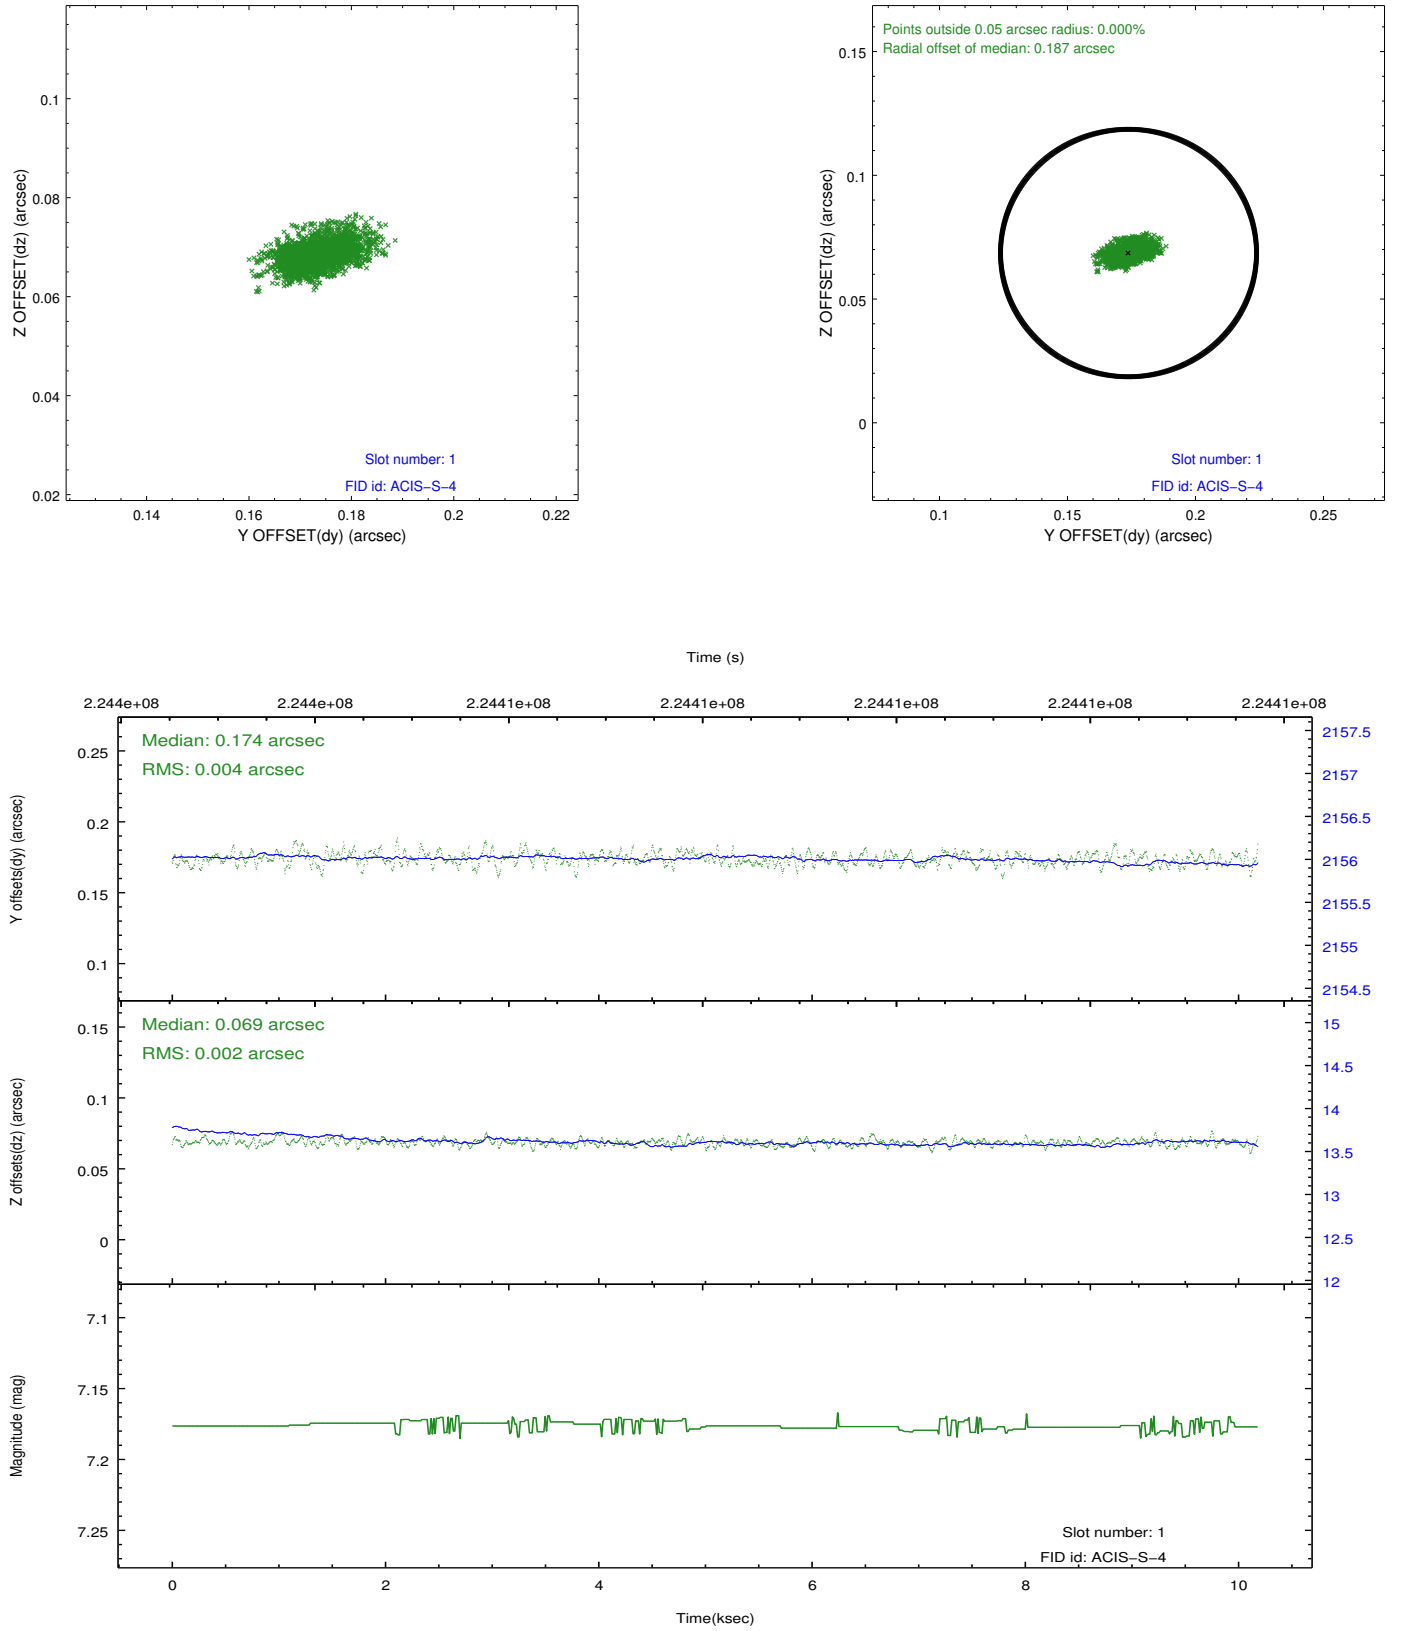 0.1
0.08
0.06
0.04
0.02
Z OFFSET(dz) (arcsec)
Slot number: 1
FID id: ACIS−S−4
0.14 0.16 0.18 0.2 0.22
Y OFFSET(dy) (arcsec)
Points outside 0.05 arcsec radius: 0.000%
Radial offset of median: 0.187 arcsec
0.15
0.1
0.05
0
Z OFFSET(dz) (arcsec)
Slot number: 1
FID id: ACIS−S−4
0.1 0.15 0.2 0.25
Y OFFSET(dy) (arcsec)
Time (s)
2.244e+08 2.244e+08 2.2441e+08 2.2441e+08 2.2441e+08 2.2441e+08 2.2441e+08
Median: 0.174 arcsec
RMS: 0.004 arcsec
0.25
0.2
0.15
0.1
Y offsets(dy) (arcsec)
2157.5
2157
2156.5
2156
2155.5
2155
2154.5
Median: 0.069 arcsec
RMS: 0.002 arcsec
0.15
0.1
0.05
0
Z offsets(dz) (arcsec)
15
14.5
14
13.5
13
12.5
12
7.1
7.15
7.2
7.25
Magnitude (mag)
Slot number: 1
FID id: ACIS−S−4
0 2 4 6 8 10
Time(ksec)